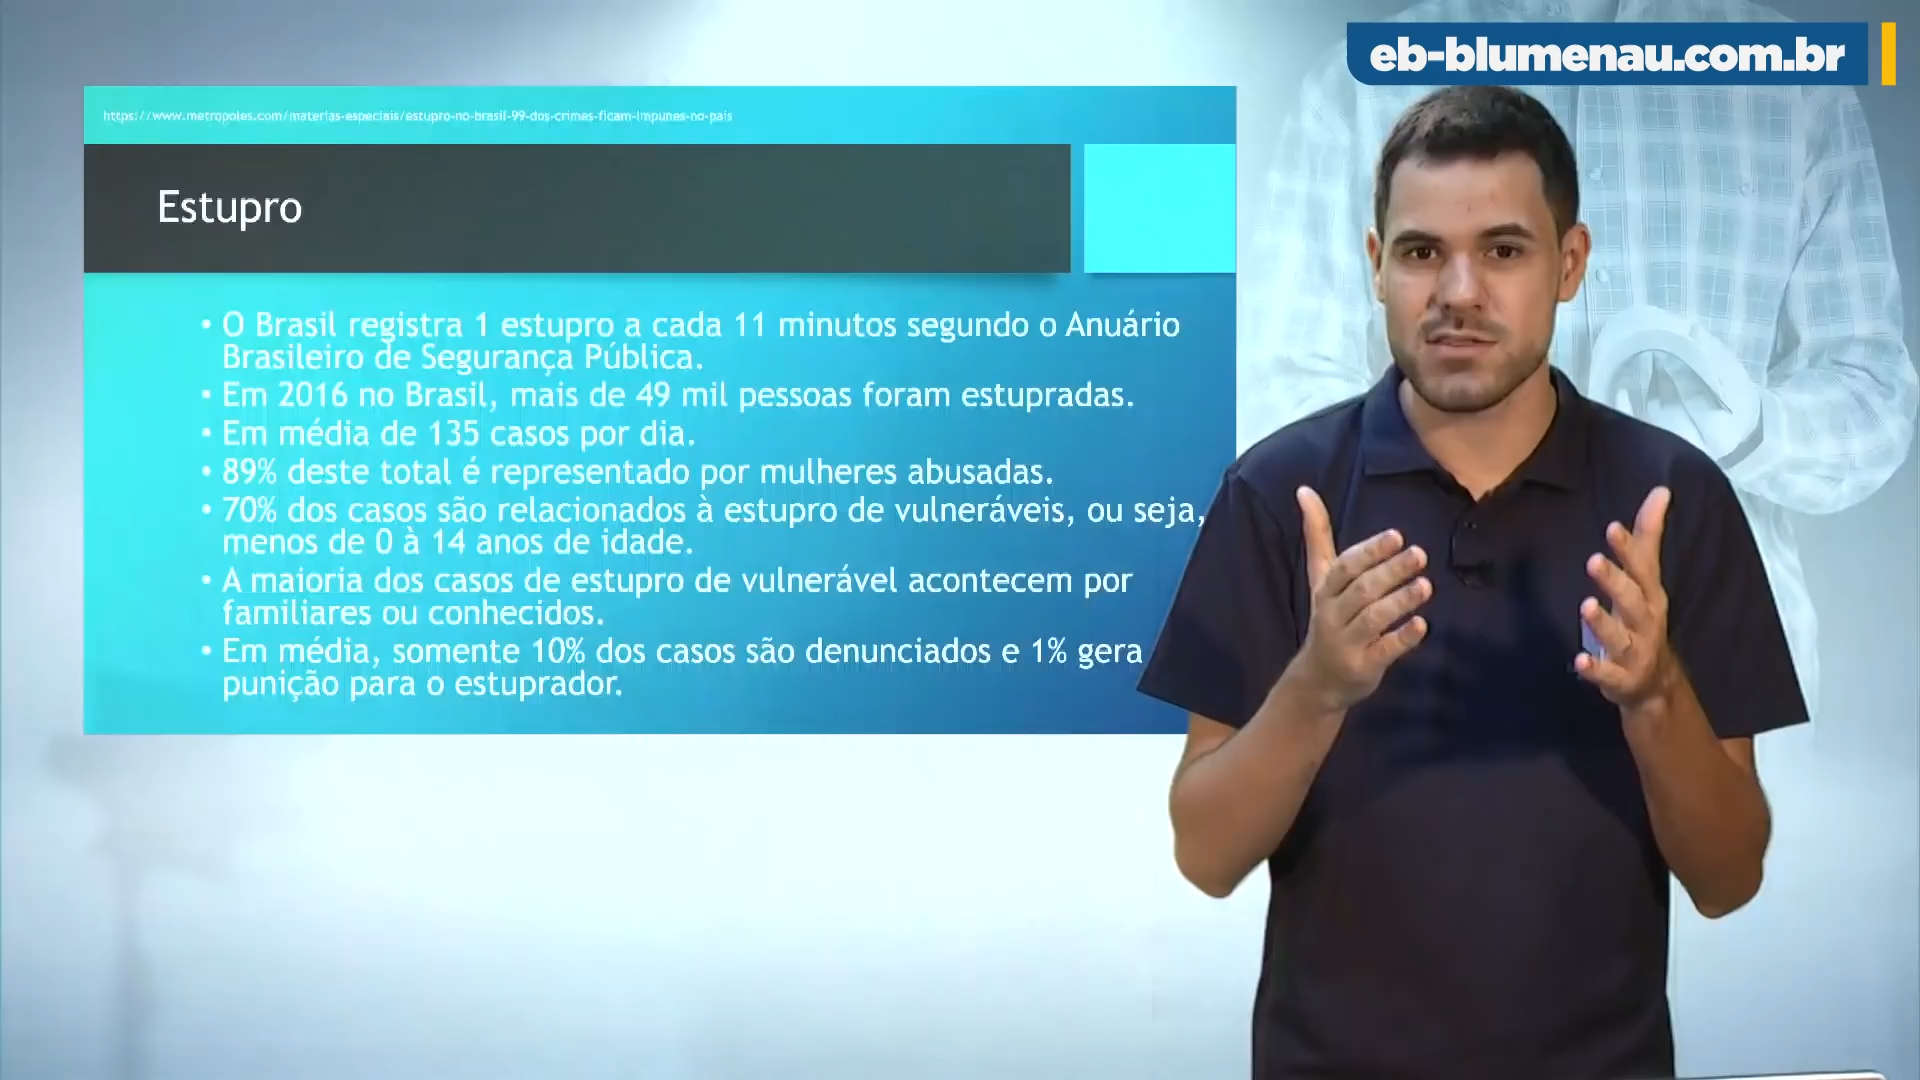 eb-blumenau.com.br
https://www.metropoles.com/materias-especiais/estupro-no-brasil-99-dos-crimes-ficam-impunes-no-pais
Estupro
• O Brasil registra 1 estupro a cada 11 minutos segundo o Anuário
Brasileiro de Segurança Pública.
• Em 2016 no Brasil, mais de 49 mil pessoas foram estupradas.
• Em média de 135 casos por dia.
• 89% deste total é representado por mulheres abusadas.
• 70% dos casos são relacionados à estupro de vulneráveis, ou seja,
menos de 0 à 14 anos de idade.
• A maioria dos casos de estupro de vulnerável acontecem por
familiares ou conhecidos.
• Em média, somente 10% dos casos são denunciados e 1% gera
punição para o estuprador.